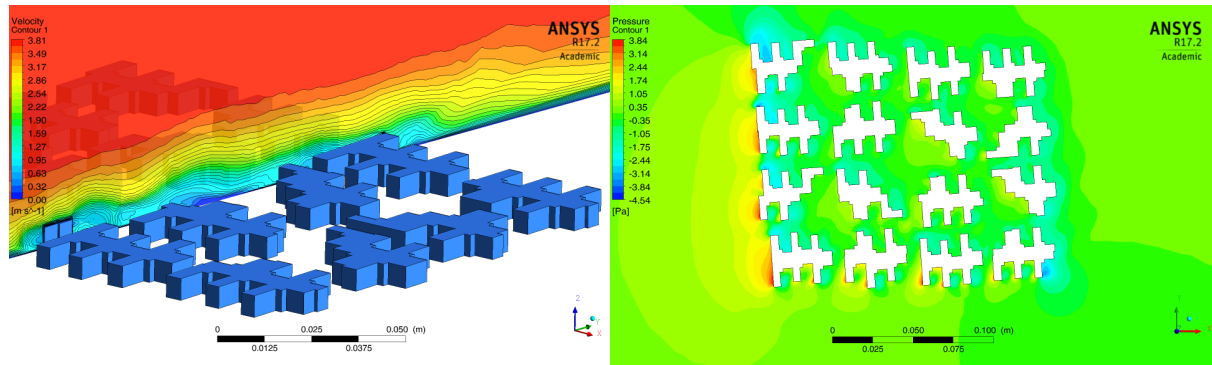 Velocity
Contour 1
3.81
3.49
3.17
2.86
2.54
2.22
1.90
1.59
1.27
0.95
0.63
0.32
0.00
[m s^-1]
ANSYS
R17.2
Academic
0
0.025
0.050
(m)
0.0125
0.0375
Z
Y
X
Pressure
Contour 1
3.84
3.14
2.44
1.74
1.05
0.35
-0.35
-1.05
-1.75
-2.44
-3.14
-3.84
-4.54
[Pa]
ANSYS
R17.2
Academic
0
0.050
0.100
(m)
0.025
0.075
Y
Z
X